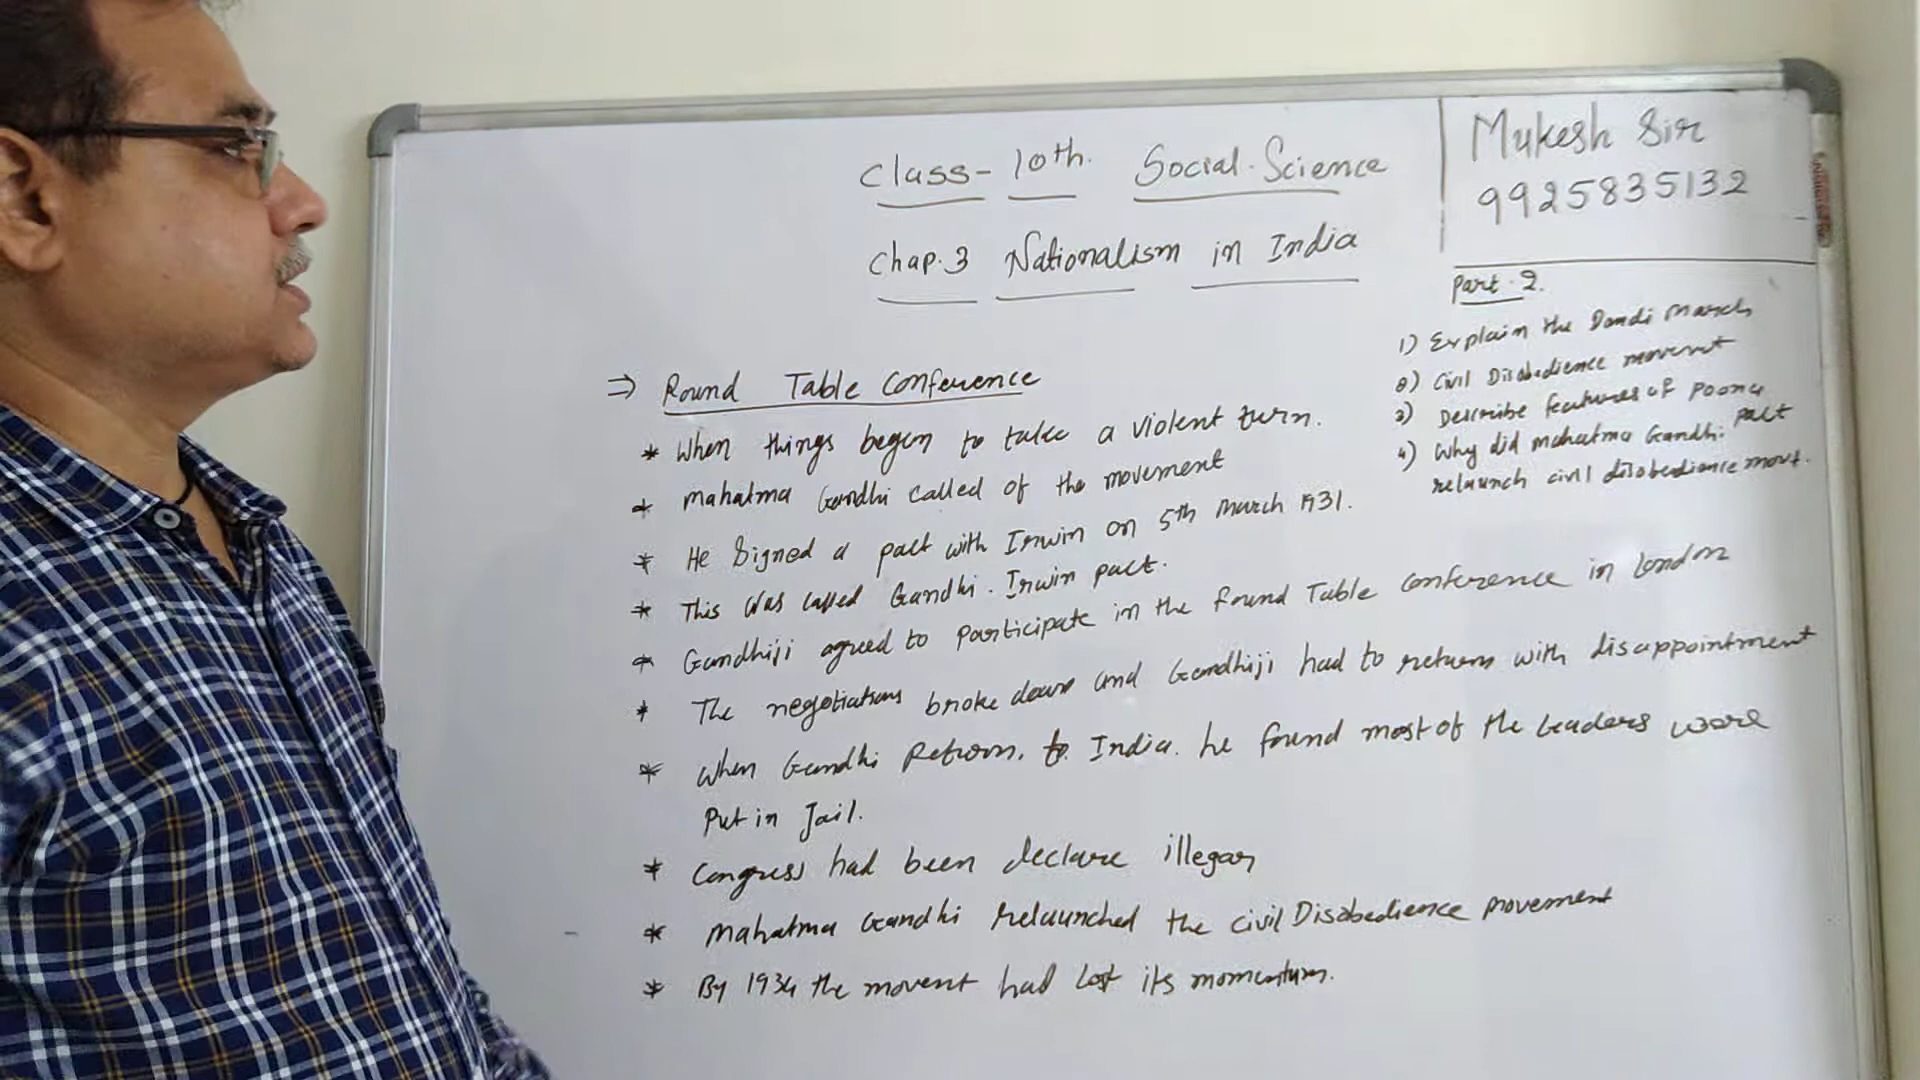 Class - 10th. Social Science
Chap. 3 Nationalism in India
Mukesh Sir
9925835132
Part - 2.
1) Explain the Dandi march
2) Civil Disobedience movement
3) Describe features of Poona Pact
4) Why did mahatma Gandhi
relaunch civil disobedience movt.
⇒ Round Table Conference
* When things began to take a violent turn.
* Mahatma Gandhi called of the movement
* He Signed a pact with Irwin on 5th March 1931.
* This was called Gandhi - Irwin pact.
* Gandhiji agreed to participate in the Round Table Conference in London
* The negotiations broke down and Gandhiji had to return with disappointment
* When Gandhi Return. to India. he found most of the leaders were
Put in Jail.
* Congress had been declare illegal
* Mahatma Gandhi relaunched the civil Disobedience movement
* By 1934 the movent had lost its momentum.